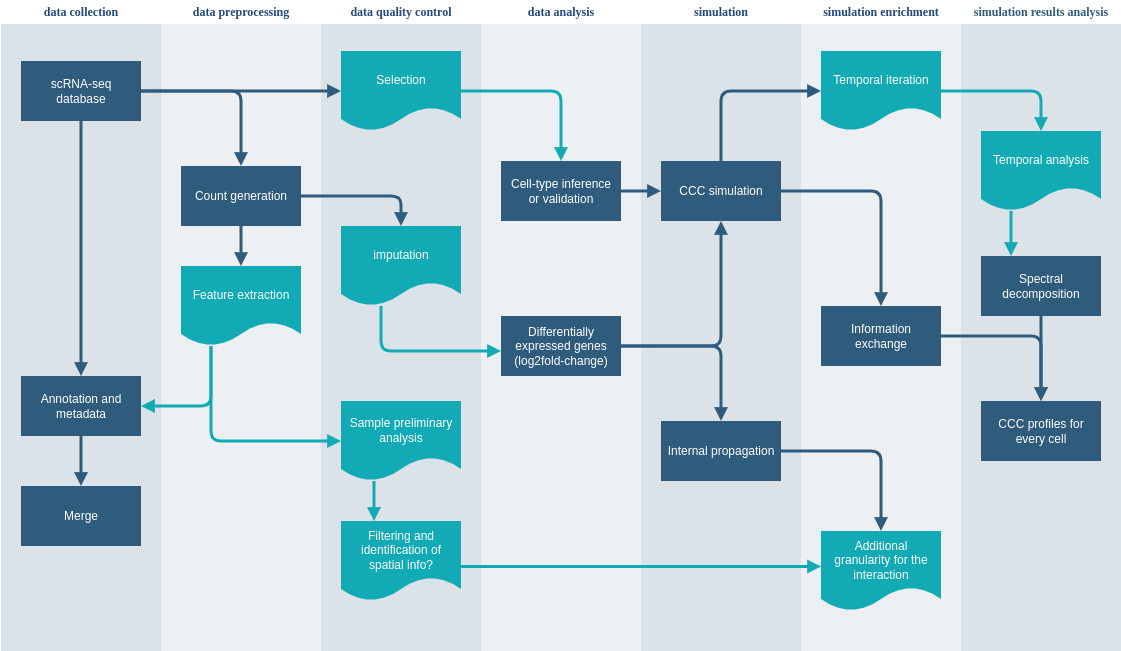 data collection
data preprocessing
data quality control
data analysis
simulation
simulation enrichment
simulation results analysis
scRNA-seq
database
Annotation and
metadata
Merge
Count generation
Feature extraction
Selection
imputation
Sample preliminary
analysis
Filtering and
identification of
spatial info?
Cell-type inference
or validation
Differentially
expressed genes
(log2fold-change)
CCC simulation
Internal propagation
Temporal iteration
Information
exchange
Additional
granularity for the
interaction
Temporal analysis
Spectral
decomposition
CCC profiles for
every cell